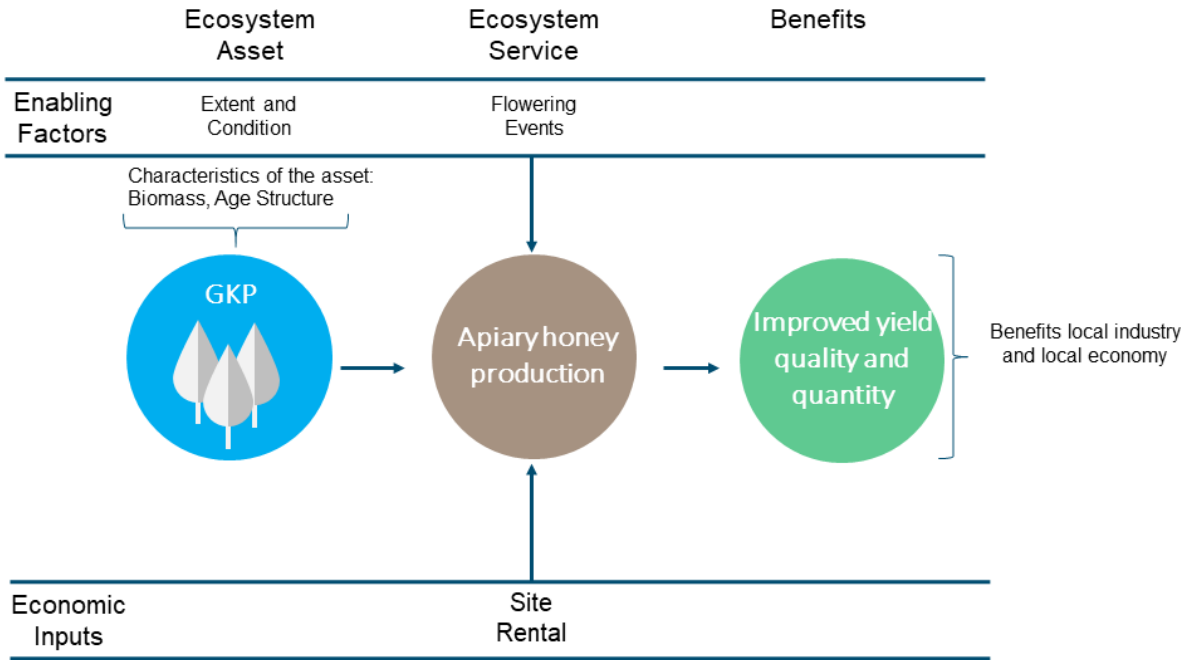 Ecosystem
Asset
Ecosystem
Service
Benefits
Enabling
Factors
Extent and
Condition
Flowering
Events
Characteristics of the asset:
Biomass, Age Structure
GKP
Apiary honey
production
Improved yield
quality and
quantity
Benefits local industry
and local economy
Economic
Inputs
Site
Rental